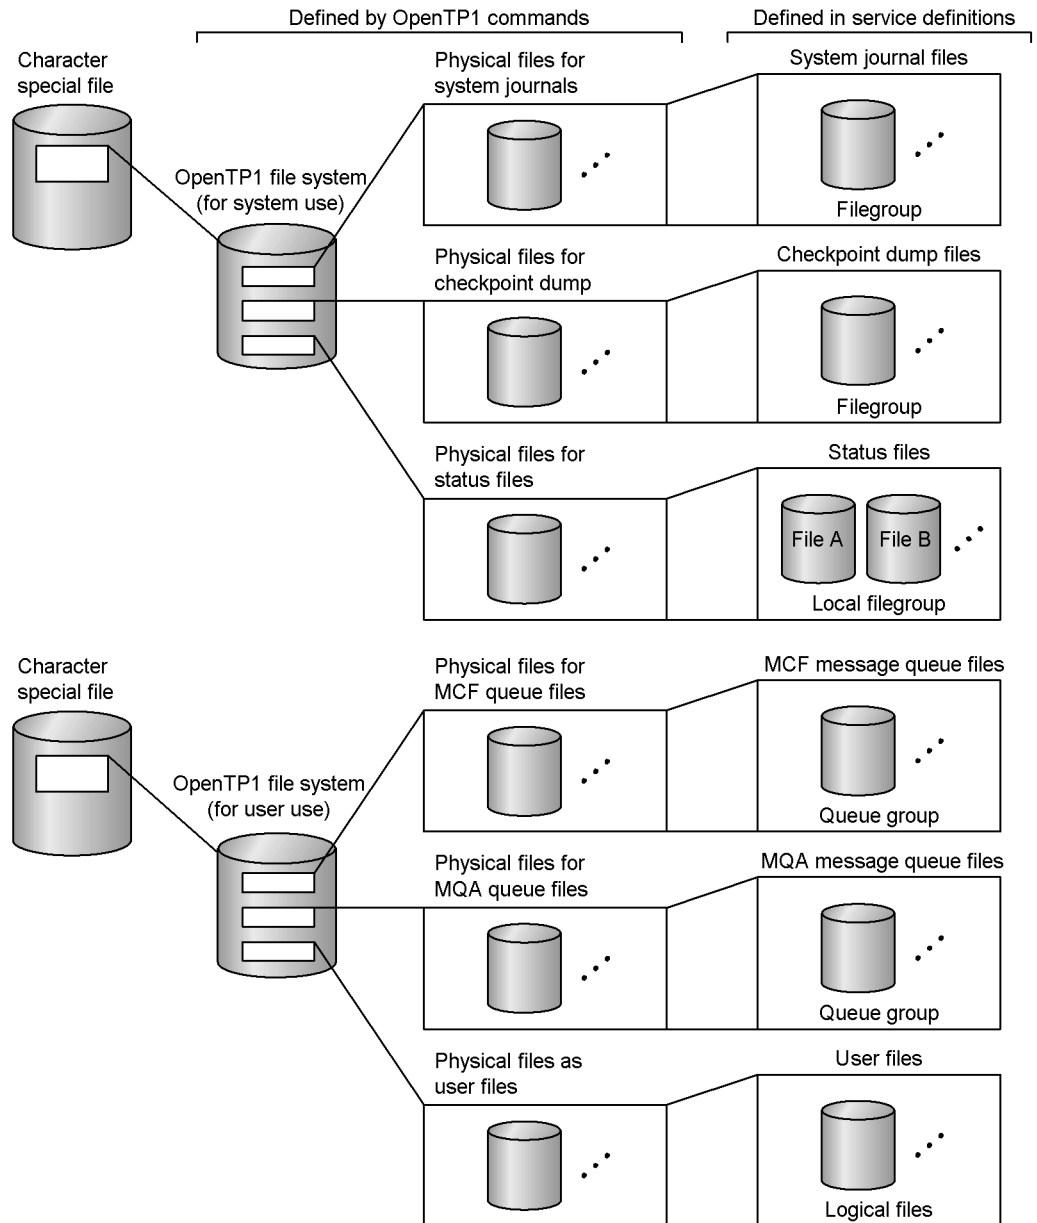 Defined by OpenTP1 commands
Defined in service definitions
Character
special file
Physical files for
system journals
System journal files
OpenTP1 file system
(for system use)
Filegroup
Physical files for
checkpoint dump
Checkpoint dump files
Filegroup
Physical files for
status files
Status files
File A
File B
Local filegroup
Character
special file
Physical files for
MCF queue files
MCF message queue files
OpenTP1 file system
(for user use)
Queue group
Physical files for
MQA queue files
MQA message queue files
Queue group
Physical files as
user files
User files
Logical files